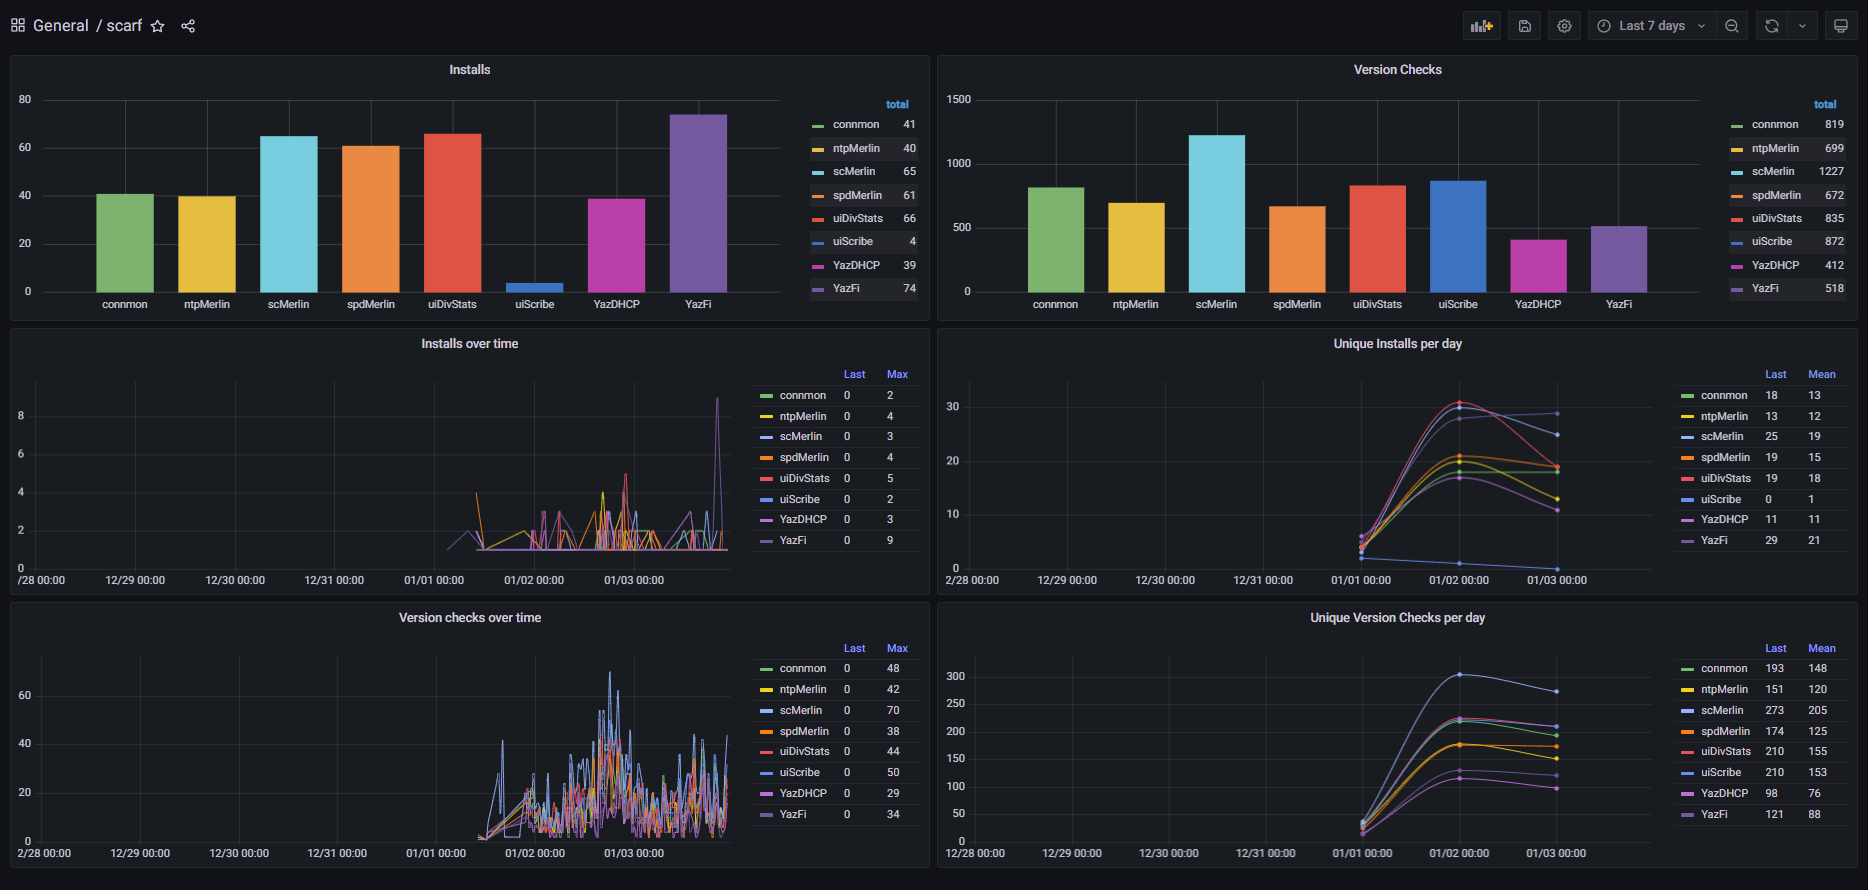 General / scarf
Last 7 days
Installs
80
60
40
20
0
connmon ntpMerlin scMerlin spdMerlin uiDivStats uiScribe YazDHCP YazFi
total
connmon 41
ntpMerlin 40
scMerlin 65
spdMerlin 61
uiDivStats 66
uiScribe 4
YazDHCP 39
YazFi 74
Version Checks
1500
1000
500
0
connmon ntpMerlin scMerlin spdMerlin uiDivStats uiScribe YazDHCP YazFi
total
connmon 819
ntpMerlin 699
scMerlin 1227
spdMerlin 672
uiDivStats 835
uiScribe 872
YazDHCP 412
YazFi 518
Installs over time
8
6
4
2
0
/28 00:00 12/29 00:00 12/30 00:00 12/31 00:00 01/01 00:00 01/02 00:00 01/03 00:00
Last Max
connmon 0 2
ntpMerlin 0 4
scMerlin 0 3
spdMerlin 0 4
uiDivStats 0 5
uiScribe 0 2
YazDHCP 0 3
YazFi 0 9
Unique Installs per day
30
20
10
0
2/28 00:00 12/29 00:00 12/30 00:00 12/31 00:00 01/01 00:00 01/02 00:00 01/03 00:00
Last Mean
connmon 18 13
ntpMerlin 13 12
scMerlin 25 19
spdMerlin 19 15
uiDivStats 19 18
uiScribe 0 1
YazDHCP 11 11
YazFi 29 21
Version checks over time
60
40
20
0
2/28 00:00 12/29 00:00 12/30 00:00 12/31 00:00 01/01 00:00 01/02 00:00 01/03 00:00
Last Max
connmon 0 48
ntpMerlin 0 42
scMerlin 0 70
spdMerlin 0 38
uiDivStats 0 44
uiScribe 0 50
YazDHCP 0 29
YazFi 0 34
Unique Version Checks per day
300
250
200
150
100
50
0
12/28 00:00 12/29 00:00 12/30 00:00 12/31 00:00 01/01 00:00 01/02 00:00 01/03 00:00
Last Mean
connmon 193 148
ntpMerlin 151 120
scMerlin 273 205
spdMerlin 174 125
uiDivStats 210 155
uiScribe 210 153
YazDHCP 98 76
YazFi 121 88